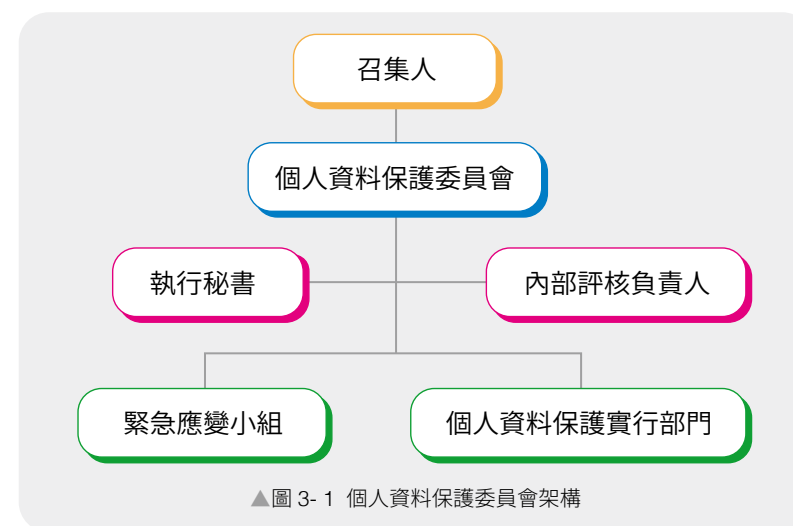 召集人
個人資料保護委員會
執行秘書
內部評核負責人
緊急應變小組
個人資料保護實行部門
▲圖 3- 1 個人資料保護委員會架構